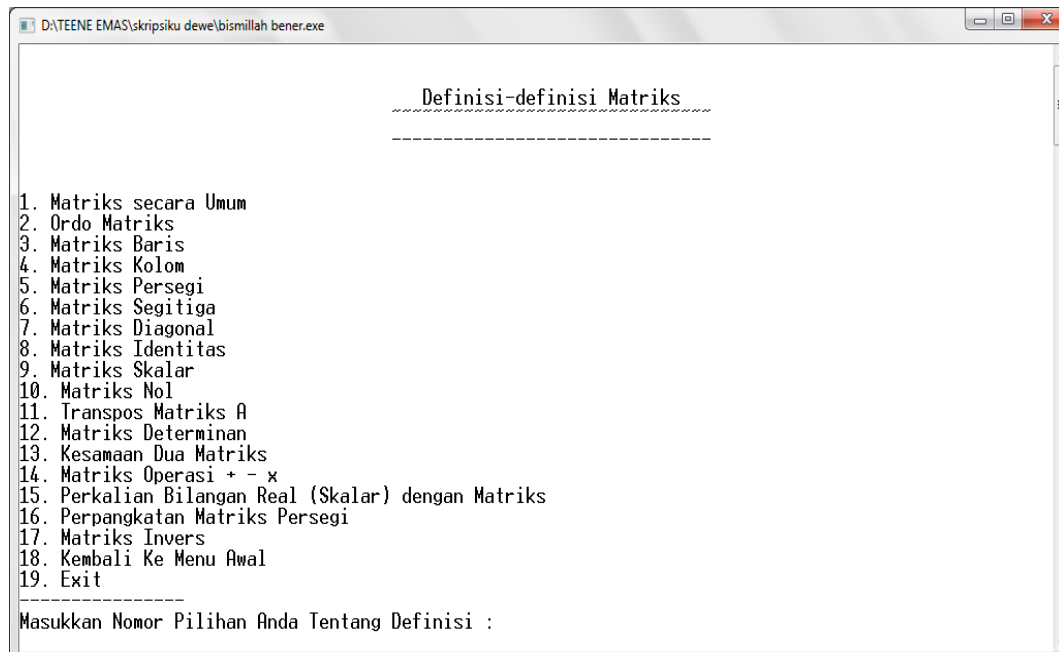 D:\TEENE EMAS\skripsiku dewe\bismillah bener.exe
Definisi-definisi Matriks
~~~~~~~~~~~~~~~~~~~~~~~~~~~~~~~
-------------------------------
1. Matriks secara Umum
2. Ordo Matriks
3. Matriks Baris
4. Matriks Kolom
5. Matriks Persegi
6. Matriks Segitiga
7. Matriks Diagonal
8. Matriks Identitas
9. Matriks Skalar
10. Matriks Nol
11. Transpos Matriks A
12. Matriks Determinan
13. Kesamaan Dua Matriks
14. Matriks Operasi + - x
15. Perkalian Bilangan Real (Skalar) dengan Matriks
16. Perpangkatan Matriks Persegi
17. Matriks Invers
18. Kembali Ke Menu Awal
19. Exit
----------------
Masukkan Nomor Pilihan Anda Tentang Definisi :